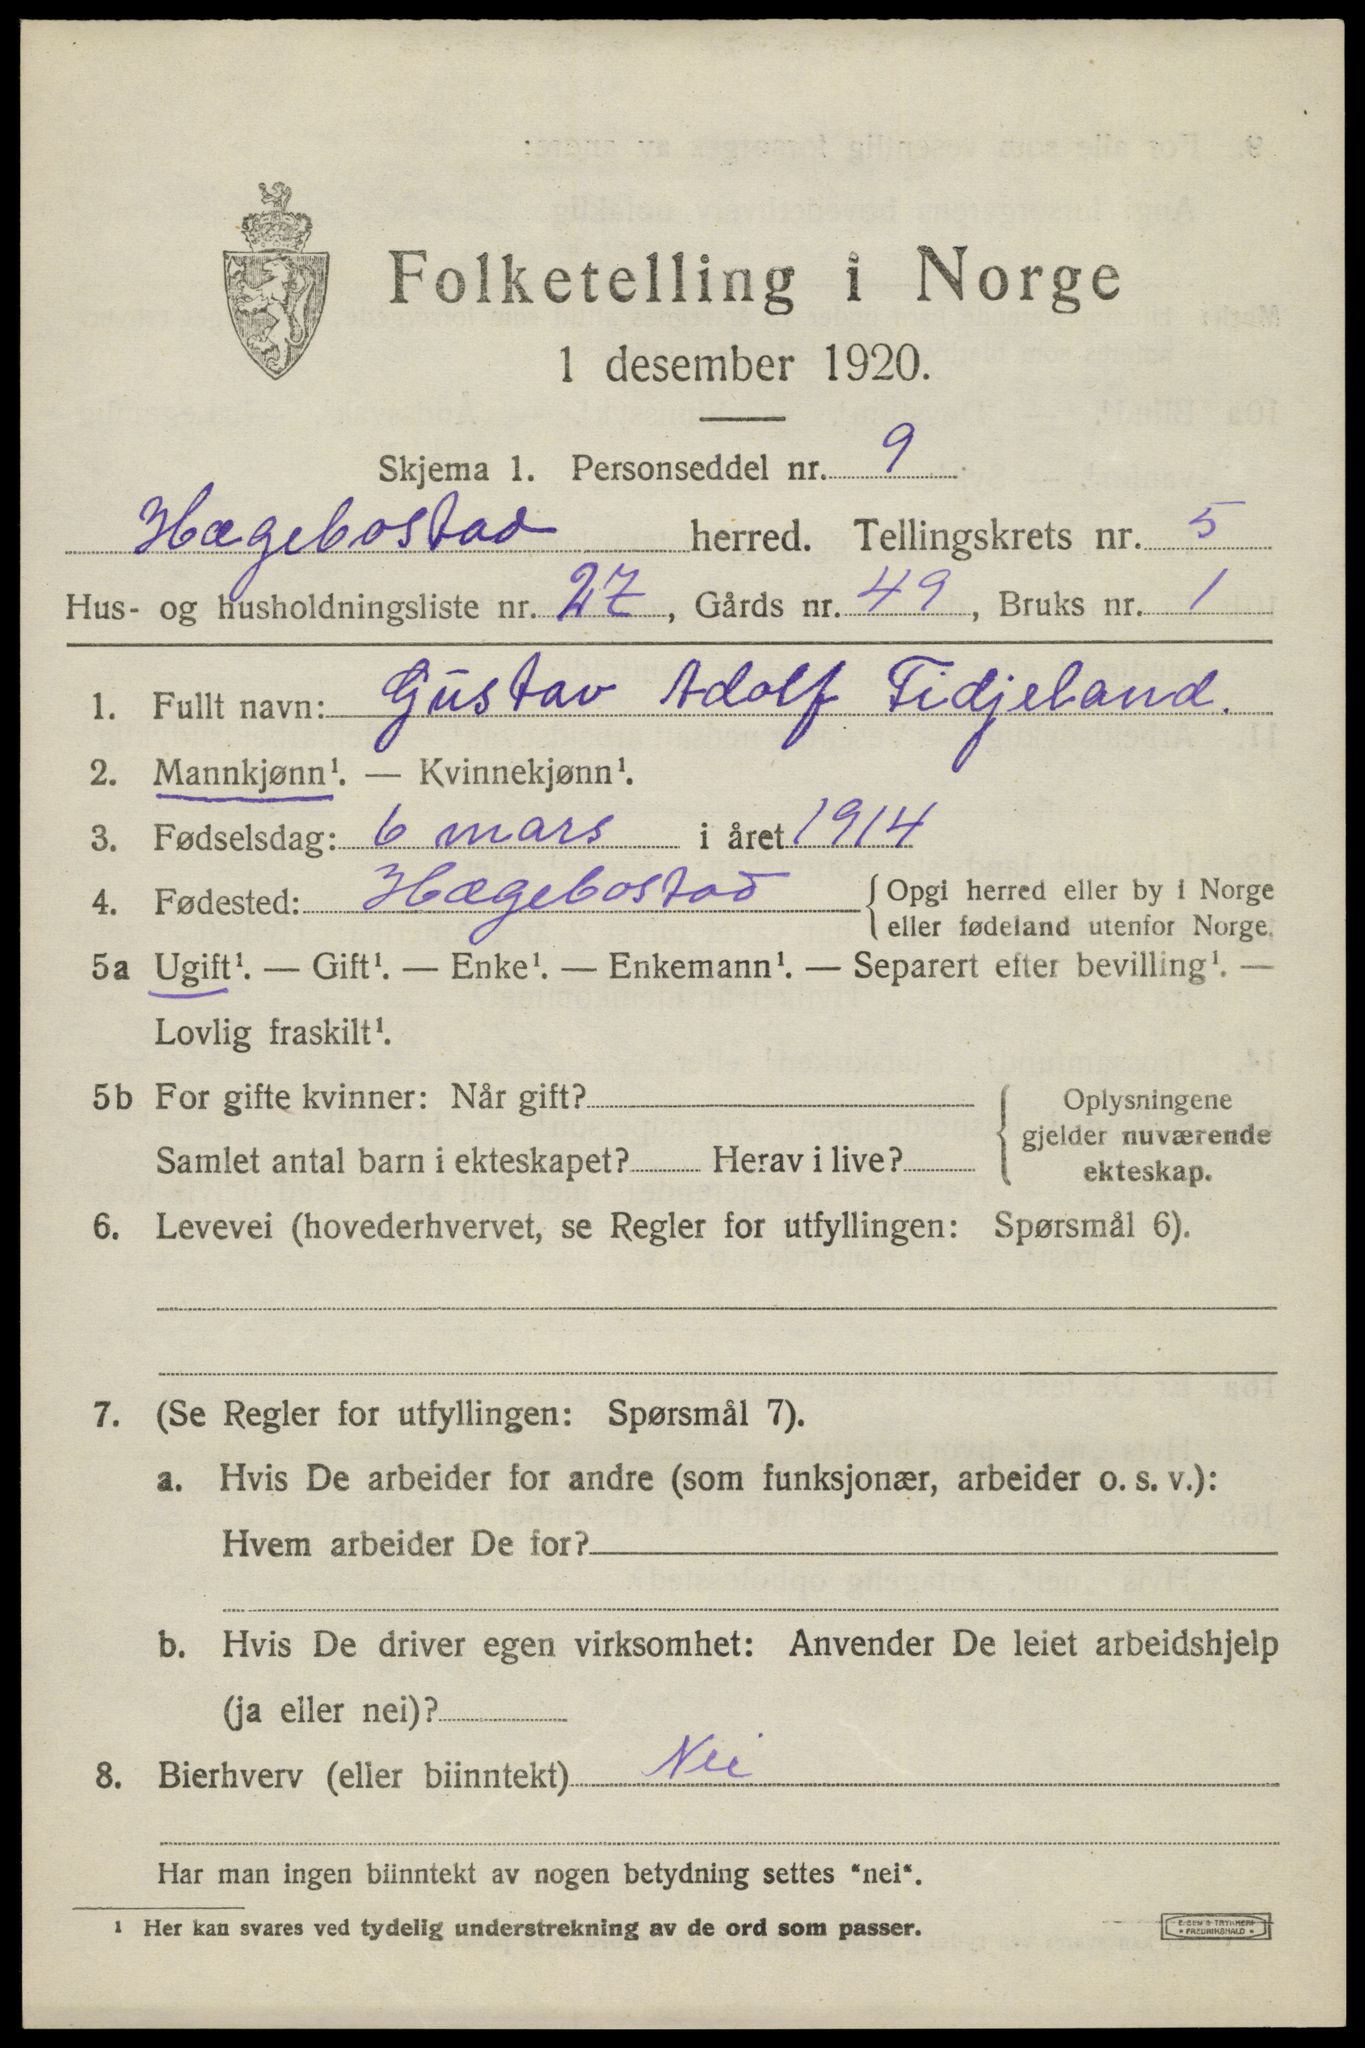 Folketelling i Norge
1 desember 1920.
Skjema 1. Personseddel nr. 9
Hægebostad herred. Tellingskrets nr. 5
Hus- og husholdningsliste nr. 27, Gårds nr. 49, Bruks nr. 1
1. Fullt navn: Gustav Adolf Tidjeland.
2. Mannkjønn¹. — Kvinnekjønn¹.
3. Fødselsdag: 6 mars i året 1914
4. Fødested: Hægebostad {Opgi herred eller by i Norge
eller fødeland utenfor Norge.
5a Ugift¹. — Gift¹. — Enke¹. — Enkemann¹. — Separert efter bevilling¹. —
Lovlig fraskilt¹.
5b For gifte kvinner: Når gift?
Samlet antal barn i ekteskapet? Herav i live?
Oplysningene
gjelder nuværende
ekteskap.
6. Levevei (hovederhvervet, se Regler for utfyllingen: Spørsmål 6).
7. (Se Regler for utfyllingen: Spørsmål 7).
a. Hvis De arbeider for andre (som funksjonær, arbeider o. s. v.):
Hvem arbeider De for?
b. Hvis De driver egen virksomhet: Anvender De leiet arbeidshjelp
(ja eller nei)?
8. Bierhverv (eller biinntekt) Nei
Har man ingen biinntekt av nogen betydning settes "nei".
¹ Her kan svares ved tydelig understrekning av de ord som passer.
FREDRIKSHALD